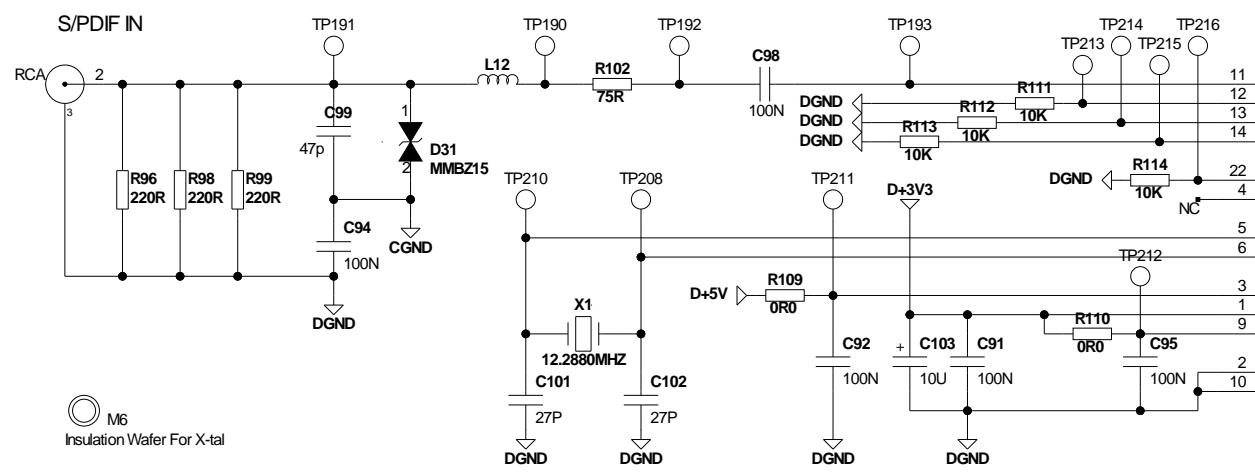 S/PDIF IN
TP191
TP190
TP192
TP193
TP214
TP216
TP213
TP215
RCA
2
3
L12
R102
75R
C98
100N
11
DGND
R111
10K
12
DGND
R112
10K
13
DGND
R113
10K
14
C99
47p
1
2
D31
MMBZ15
R96
220R
R98
220R
R99
220R
TP210
TP208
TP211
D+3V3
DGND
R114
10K
22
NC
4
C94
100N
CGND
5
6
TP212
DGND
X1
12.2880MHZ
D+5V
R109
0R0
3
1
R110
0R0
9
C92
100N
+
C103
10U
C91
100N
C95
100N
2
10
C101
27P
C102
27P
M6
Insulation Wafer For X-tal
DGND
DGND
DGND
DGND